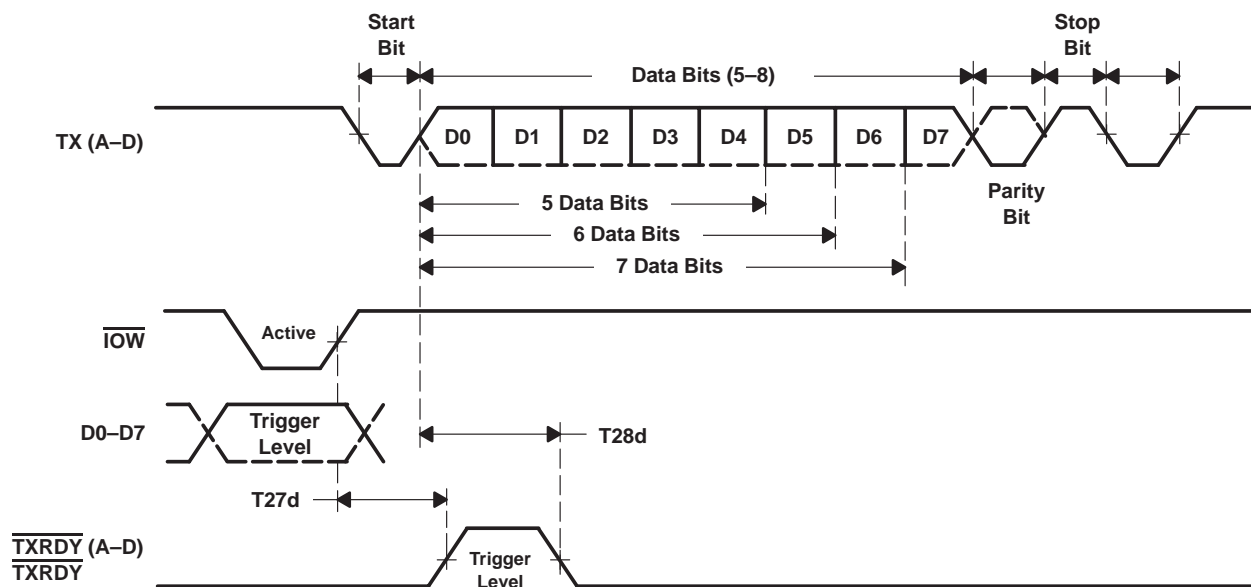 Start
Bit
Data Bits (5–8)
Stop
Bit
TX (A–D)
D0 D1 D2 D3 D4 D5 D6 D7
Parity
Bit
5 Data Bits
6 Data Bits
7 Data Bits
IOW
Active
D0–D7
Trigger
Level
T28d
T27d
TXRDY (A–D)
TXRDY
Trigger
Level